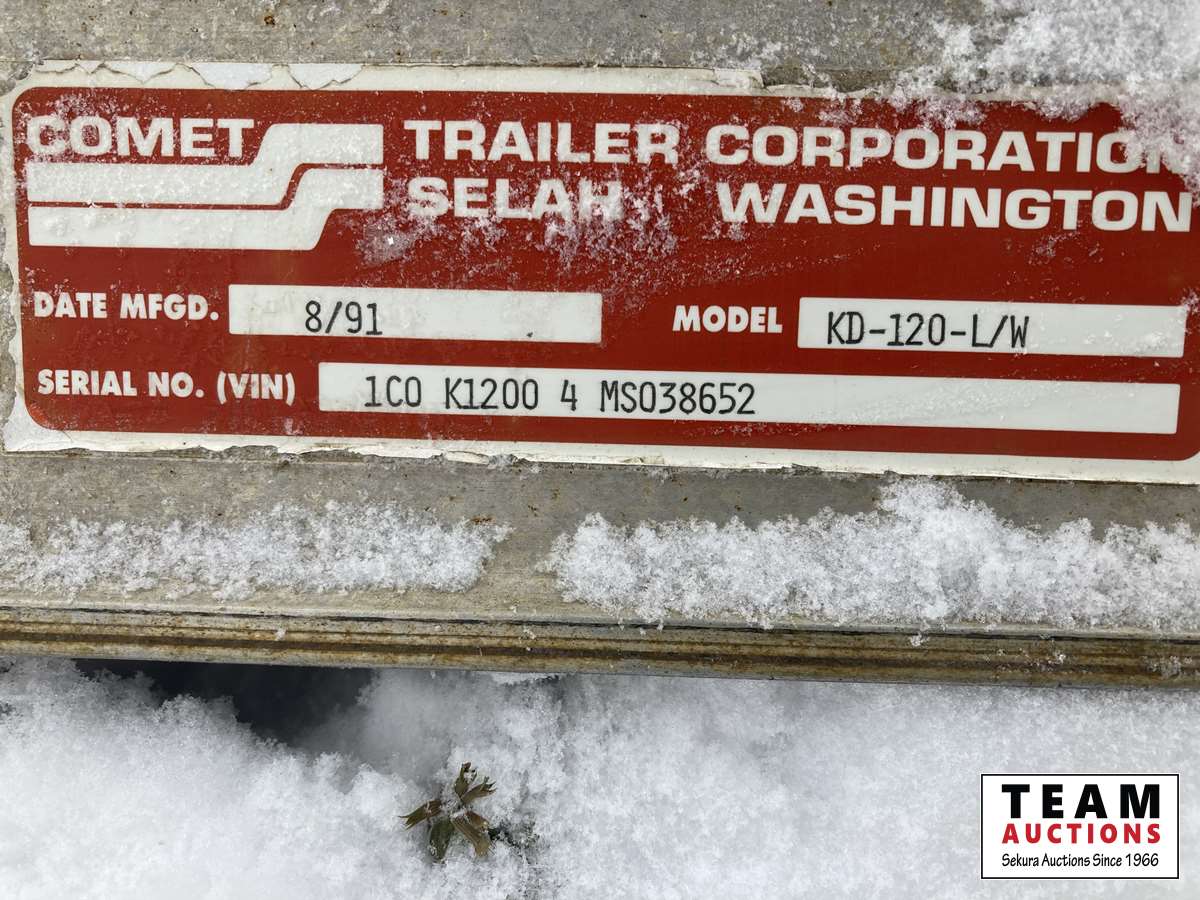 COMET TRAILER CORPORATION
SELAH WASHINGTON
DATE MFGD. 8/91 MODEL KD-120-L/W
SERIAL NO. (VIN) 1C0 K1200 4 MS038652
TEAM
AUCTIONS
Sekura Auctions Since 1966